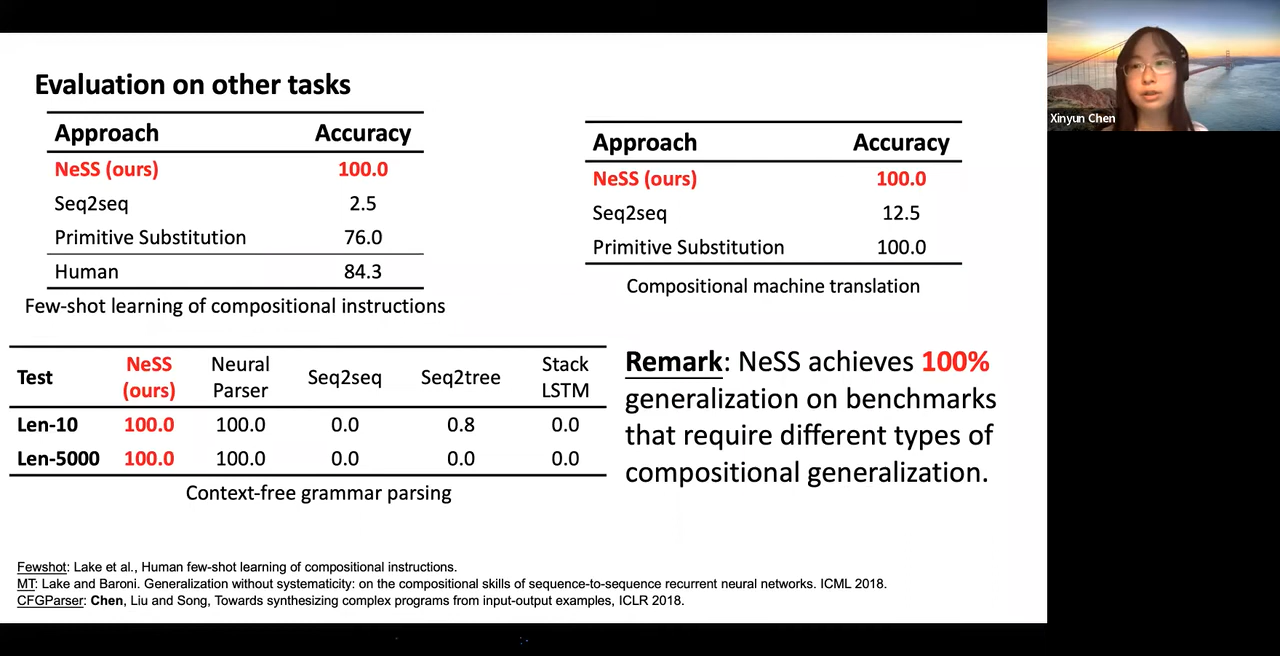 Evaluation on other tasks
Approach Accuracy
NeSS (ours) 100.0
Seq2seq 2.5
Primitive Substitution 76.0
Human 84.3
Few-shot learning of compositional instructions
Approach Accuracy
NeSS (ours) 100.0
Seq2seq 12.5
Primitive Substitution 100.0
Compositional machine translation
Test NeSS (ours) Neural Parser Seq2seq Seq2tree Stack LSTM
Len-10 100.0 100.0 0.0 0.8 0.0
Len-5000 100.0 100.0 0.0 0.0 0.0
Context-free grammar parsing
Remark: NeSS achieves 100%
generalization on benchmarks
that require different types of
compositional generalization.
Fewshot: Lake et al., Human few-shot learning of compositional instructions.
MT: Lake and Baroni. Generalization without systematicity: on the compositional skills of sequence-to-sequence recurrent neural networks. ICML 2018.
CFGParser: Chen, Liu and Song, Towards synthesizing complex programs from input-output examples, ICLR 2018.
Xinyun Chen